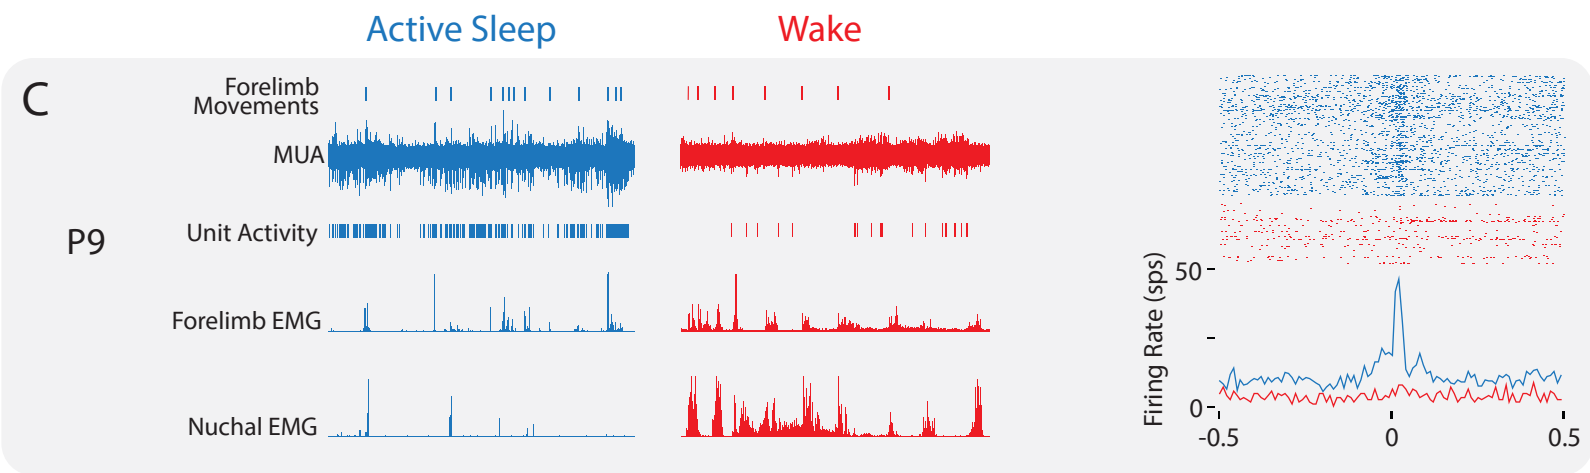 Active Sleep
Wake
C
Forelimb
Movements
MUA
Unit Activity
P9
Forelimb EMG
Nuchal EMG
Firing Rate (sps)
50
0
-0.5
0
0.5